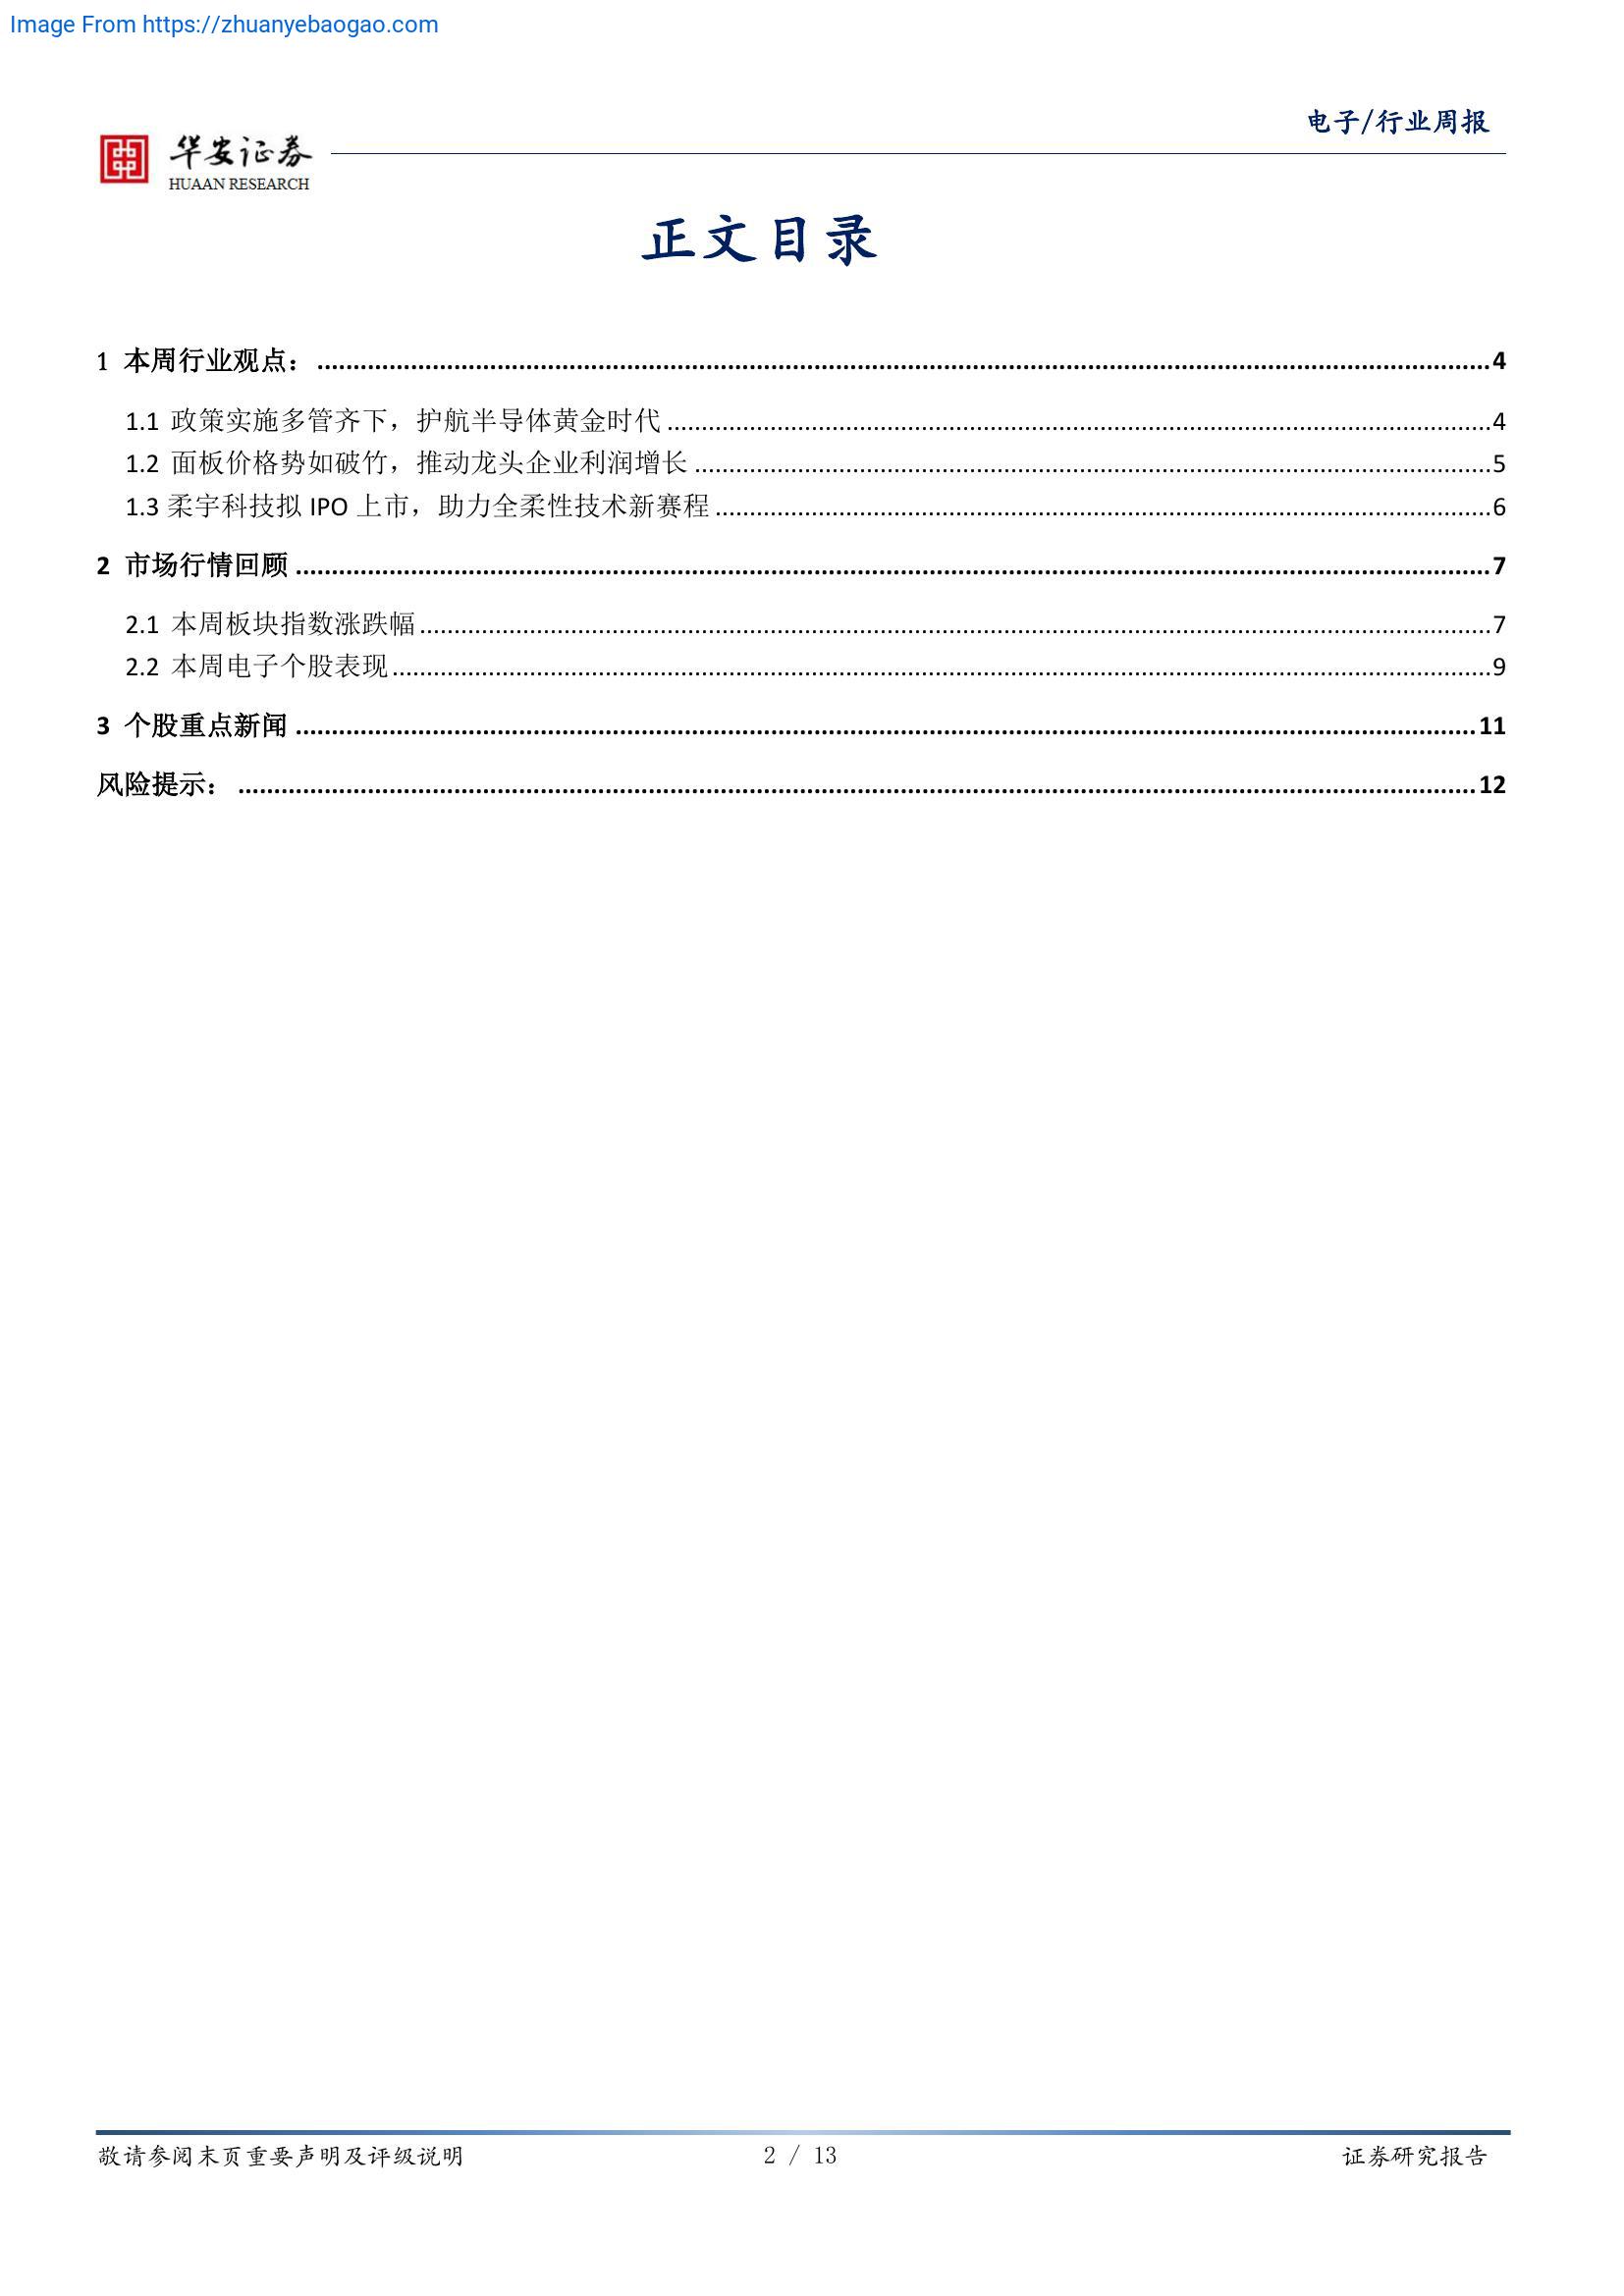 Image From https://zhuanyebaogao.com
电子/行业周报
华安证券
HUAAN RESEARCH
正文目录
1 本周行业观点： ........................................ 4
1.1 政策实施多管齐下，护航半导体黄金时代 ........................................ 4
1.2 面板价格势如破竹，推动龙头企业利润增长 ........................................ 5
1.3 柔宇科技拟 IPO 上市，助力全柔性技术新赛程 ........................................ 6
2 市场行情回顾 ........................................ 7
2.1 本周板块指数涨跌幅 ........................................ 7
2.2 本周电子个股表现 ........................................ 9
3 个股重点新闻 ........................................ 11
风险提示： ........................................ 12
敬请参阅末页重要声明及评级说明 2 / 13 证券研究报告